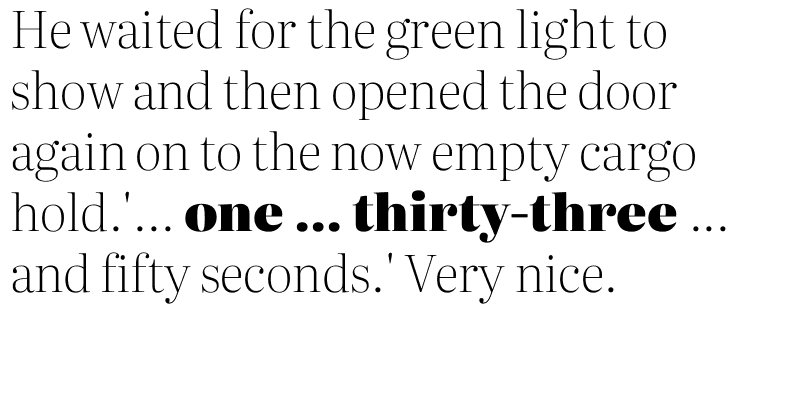 He waited for the green light to
show and then opened the door
again on to the now empty cargo
hold.'... one ... thirty-three ...
and fifty seconds.' Very nice.